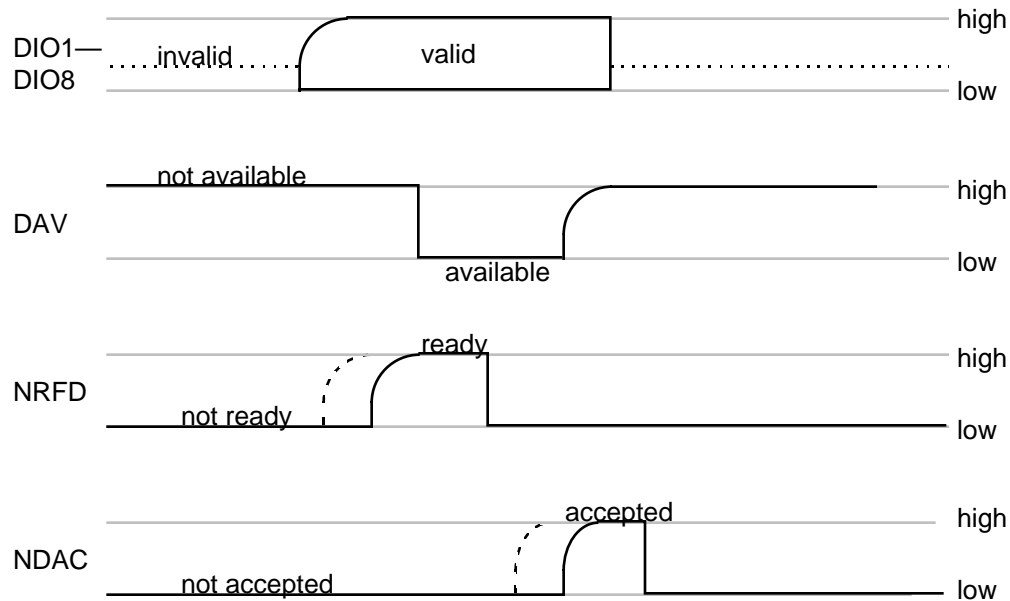 high
DIO1—
DIO8
invalid
valid
low
not available
high
DAV
low
available
ready
high
NRFD
not ready
low
accepted
high
NDAC
not accepted
low